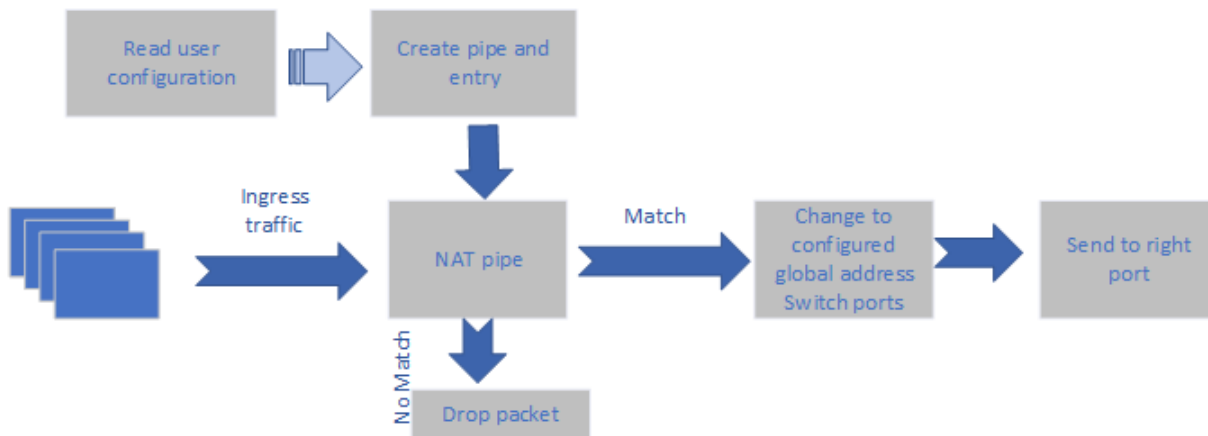 Read user
configuration
Create pipe and
entry
Ingress
traffic
NAT pipe
Match
Change to
configured
global address
Switch ports
Send to right
port
No Match
Drop packet